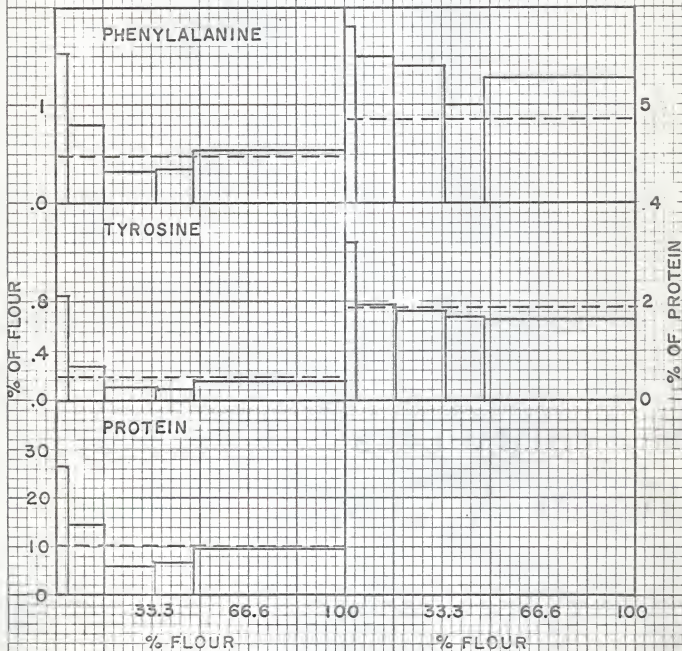 PHENYLALANINE
1
5
.0
.4
TYROSINE
% OF FLOUR
% OF PROTEIN
.8
2
.4
.0
0
PROTEIN
30
20
10
0
33.3 66.6 100 33.3 66.6 100
% FLOUR % FLOUR